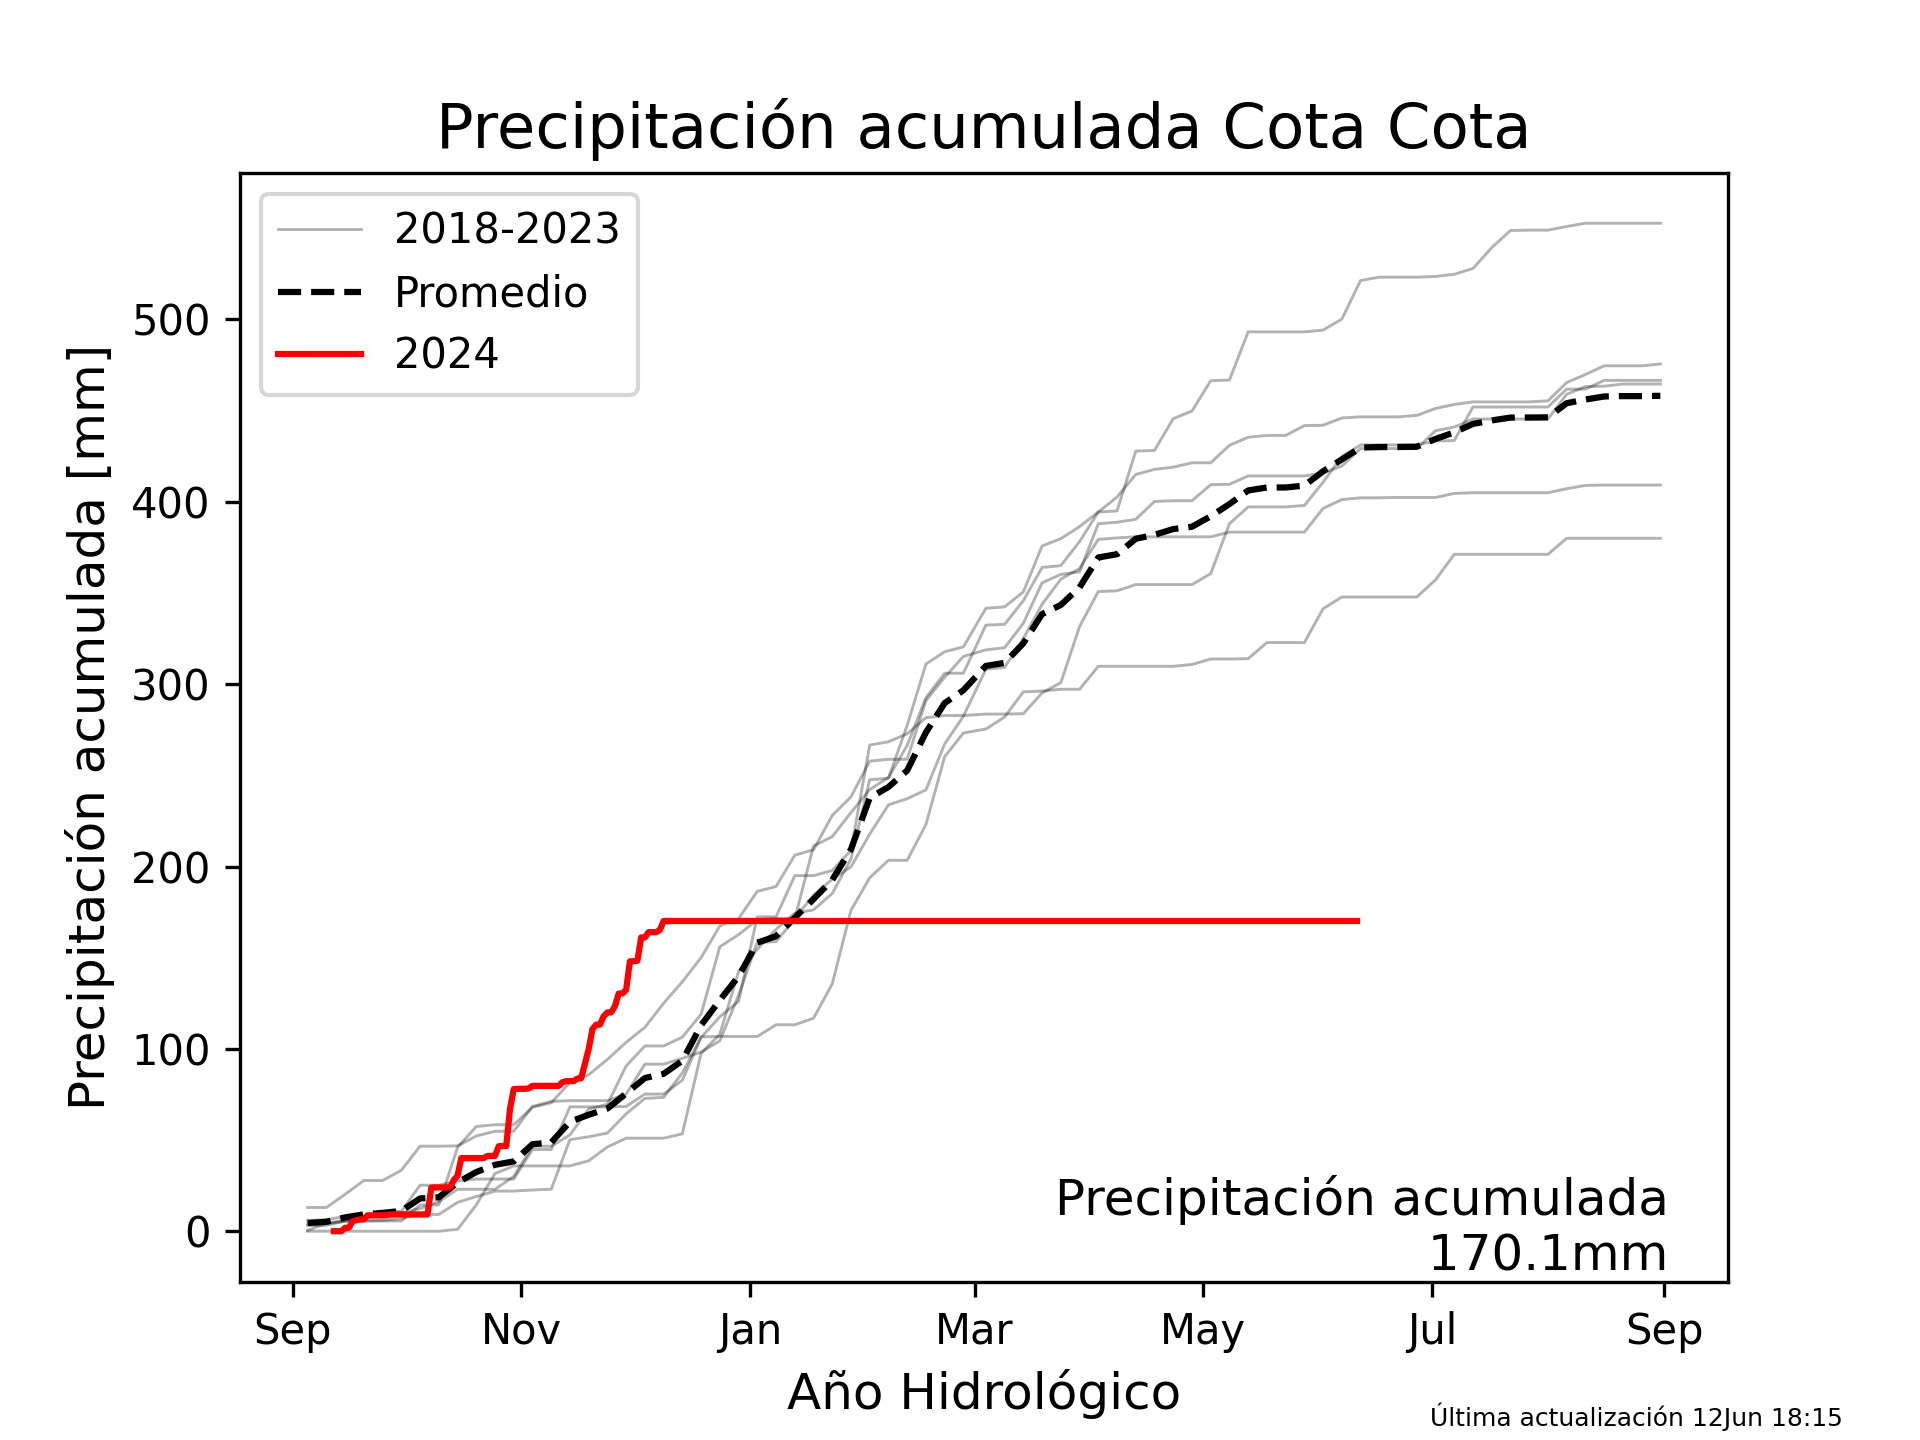 Precipitación acumulada Cota Cota
2018-2023
Promedio
2024
500
400
300
200
100
0
Precipitación acumulada [mm]
Precipitación acumulada
170.1mm
Sep Nov Jan Mar May Jul Sep
Año Hidrológico
Última actualización 12Jun 18:15